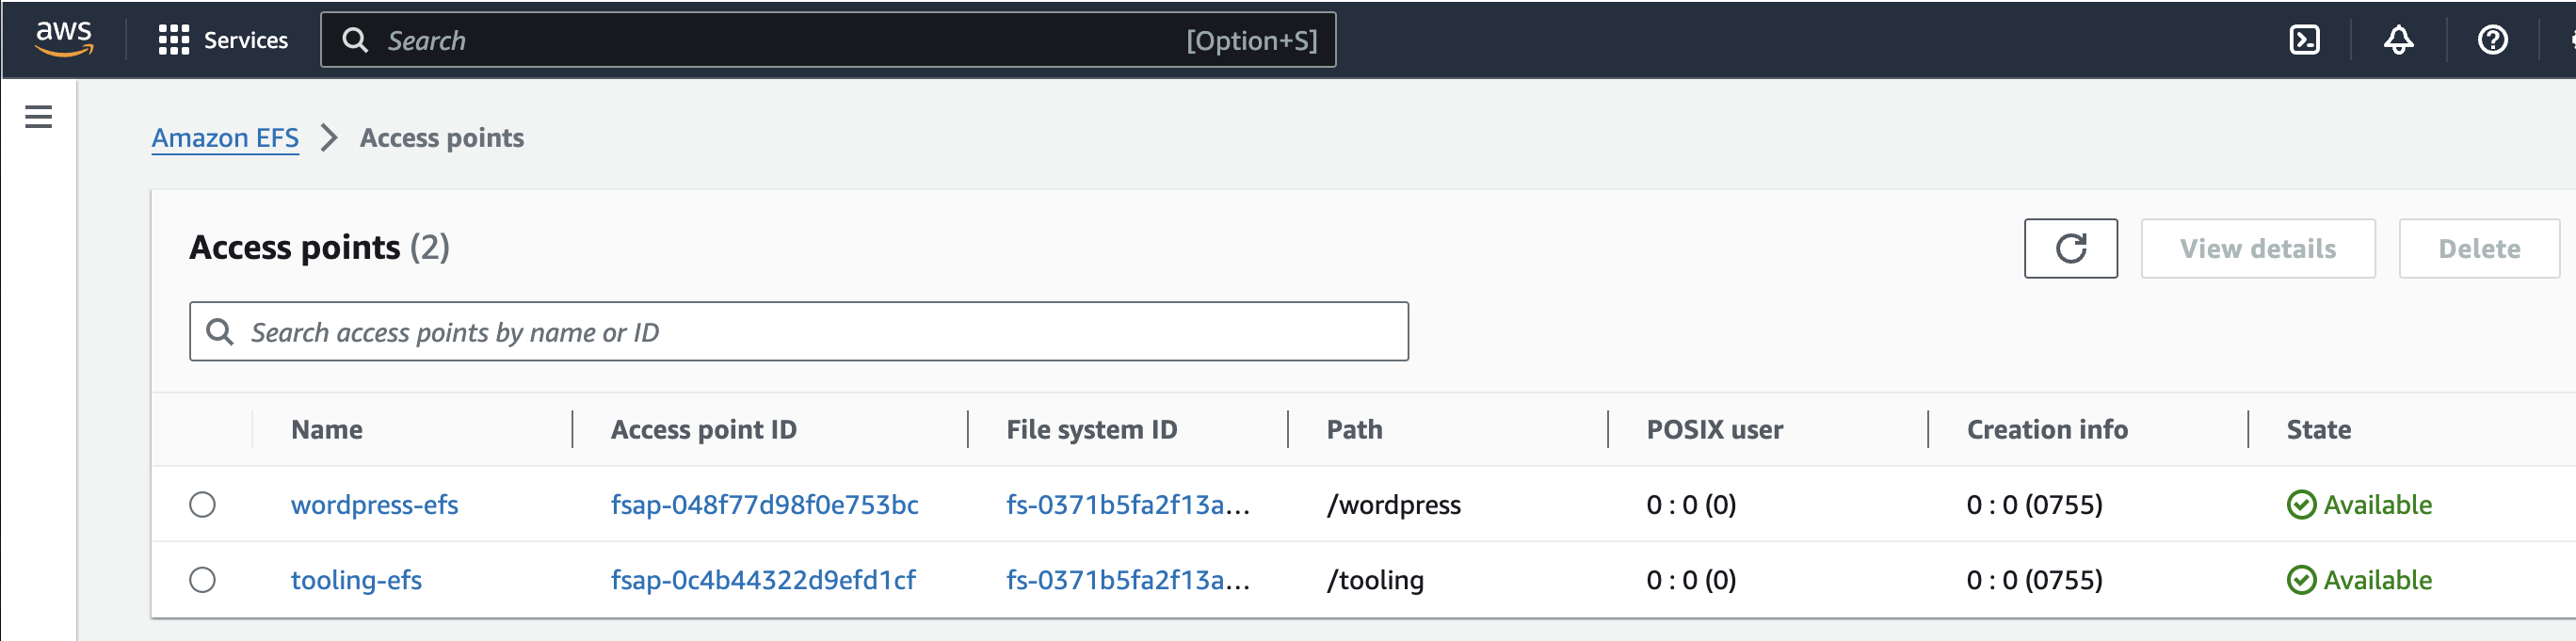 aws Services Search [Option+S]
Amazon EFS Access points
Access points (2)
View details Delete
Search access points by name or ID
Name Access point ID File system ID Path POSIX user Creation info State
wordpress-efs fsap-048f77d98f0e753bc fs-0371b5fa2f13a... /wordpress 0 : 0 (0) 0 : 0 (0755) Available
tooling-efs fsap-0c4b44322d9efd1cf fs-0371b5fa2f13a... /tooling 0 : 0 (0) 0 : 0 (0755) Available